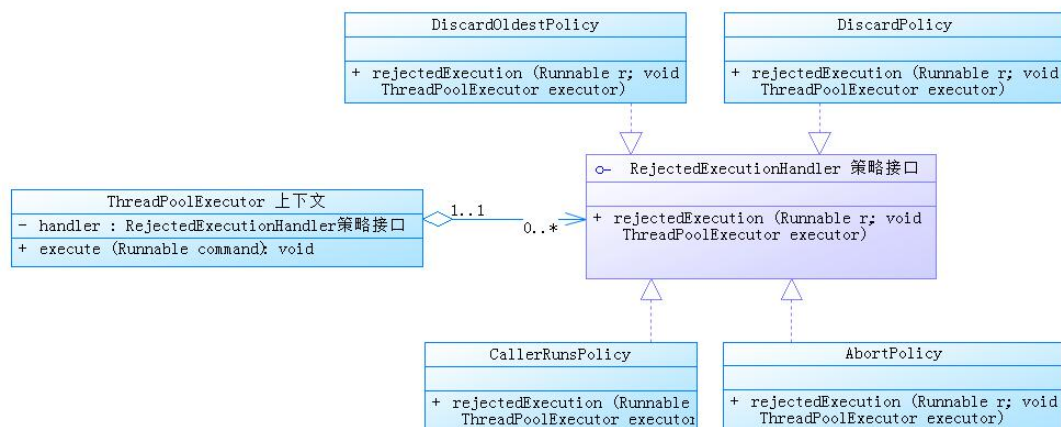 DiscardOldestPolicy
+ rejectedExecution (Runnable r; void
ThreadPoolExecutor executor)
DiscardPolicy
+ rejectedExecution (Runnable r; void
ThreadPoolExecutor executor)
RejectedExecutionHandler 策略接口
+ rejectedExecution (Runnable r; void
ThreadPoolExecutor executor)
ThreadPoolExecutor 上下文
- handler : RejectedExecutionHandler策略接口
+ execute (Runnable command): void
1..1
0..*
CallerRunsPolicy
+ rejectedExecution (Runnable
ThreadPoolExecutor executor
AbortPolicy
+ rejectedExecution (Runnable r; void
ThreadPoolExecutor executor)